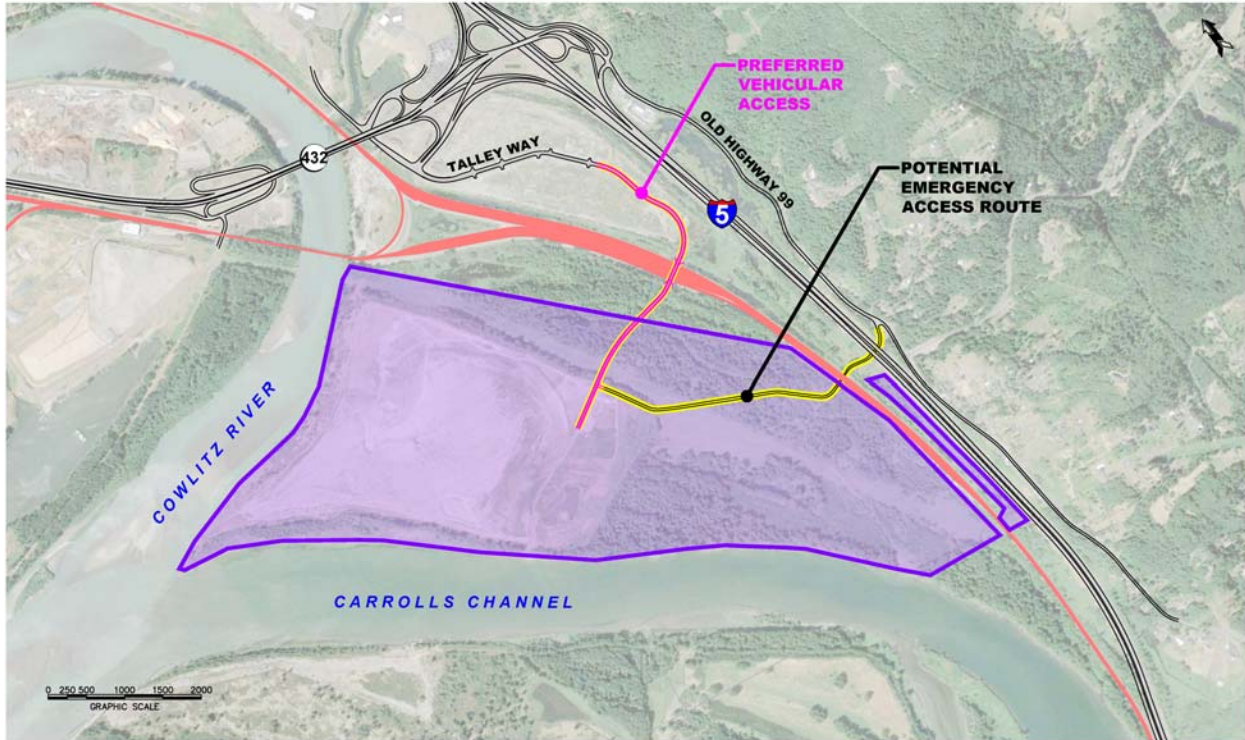 PREFERRED
VEHICULAR
ACCESS
OLD HIGHWAY 99
TALLEY WAY
432
POTENTIAL
EMERGENCY
ACCESS ROUTE
5
COWLITZ RIVER
CARROLLS CHANNEL
0 250 500 1000 1500 2000
GRAPHIC SCALE